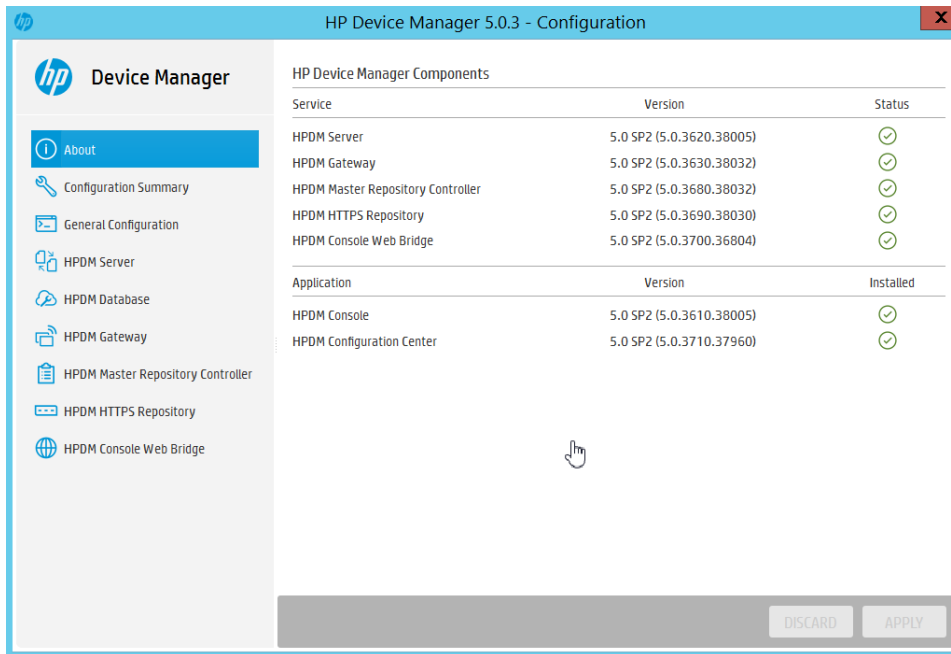 hp HP Device Manager 5.0.3 - Configuration X
hp Device Manager
About
Configuration Summary
General Configuration
HPDM Server
HPDM Database
HPDM Gateway
HPDM Master Repository Controller
HPDM HTTPS Repository
HPDM Console Web Bridge
HP Device Manager Components
Service Version Status
HPDM Server 5.0 SP2 (5.0.3620.38005)
HPDM Gateway 5.0 SP2 (5.0.3630.38032)
HPDM Master Repository Controller 5.0 SP2 (5.0.3680.38032)
HPDM HTTPS Repository 5.0 SP2 (5.0.3690.38030)
HPDM Console Web Bridge 5.0 SP2 (5.0.3700.36804)
Application Version Installed
HPDM Console 5.0 SP2 (5.0.3610.38005)
HPDM Configuration Center 5.0 SP2 (5.0.3710.37960)
DISCARD APPLY